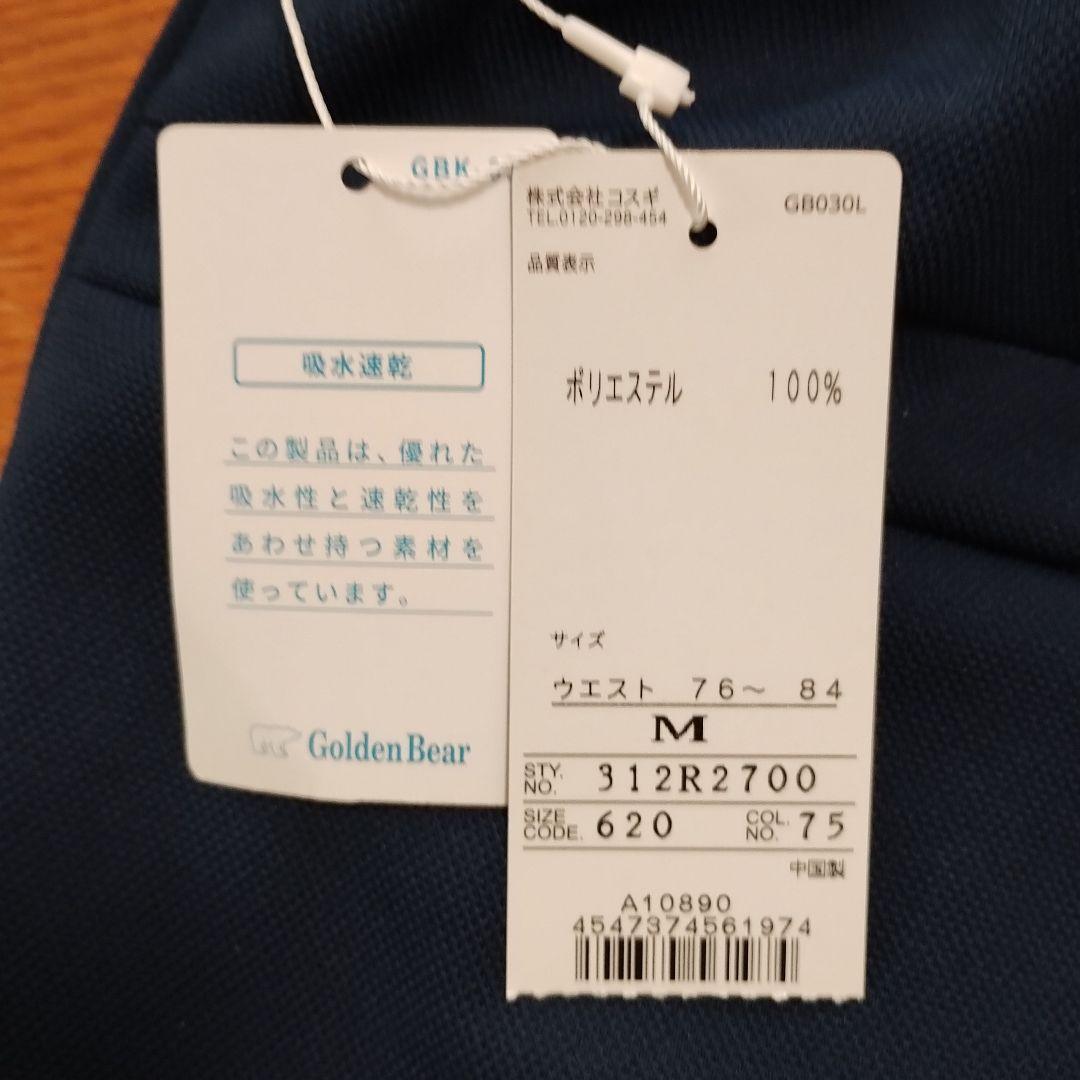 GBK
吸水速乾
この製品は、優れた
吸水性と速乾性を
あわせ持つ素材を
使っています。
GoldenBear
株式会社コスギ
TEL.0120-298-454
GB030L
品質表示
ポリエステル 100%
サイズ
ウエスト 76～ 84
M
STY. NO. 312R2700
SIZE CODE. 620 COL. NO. 75
中国製
A10890
4547374561974